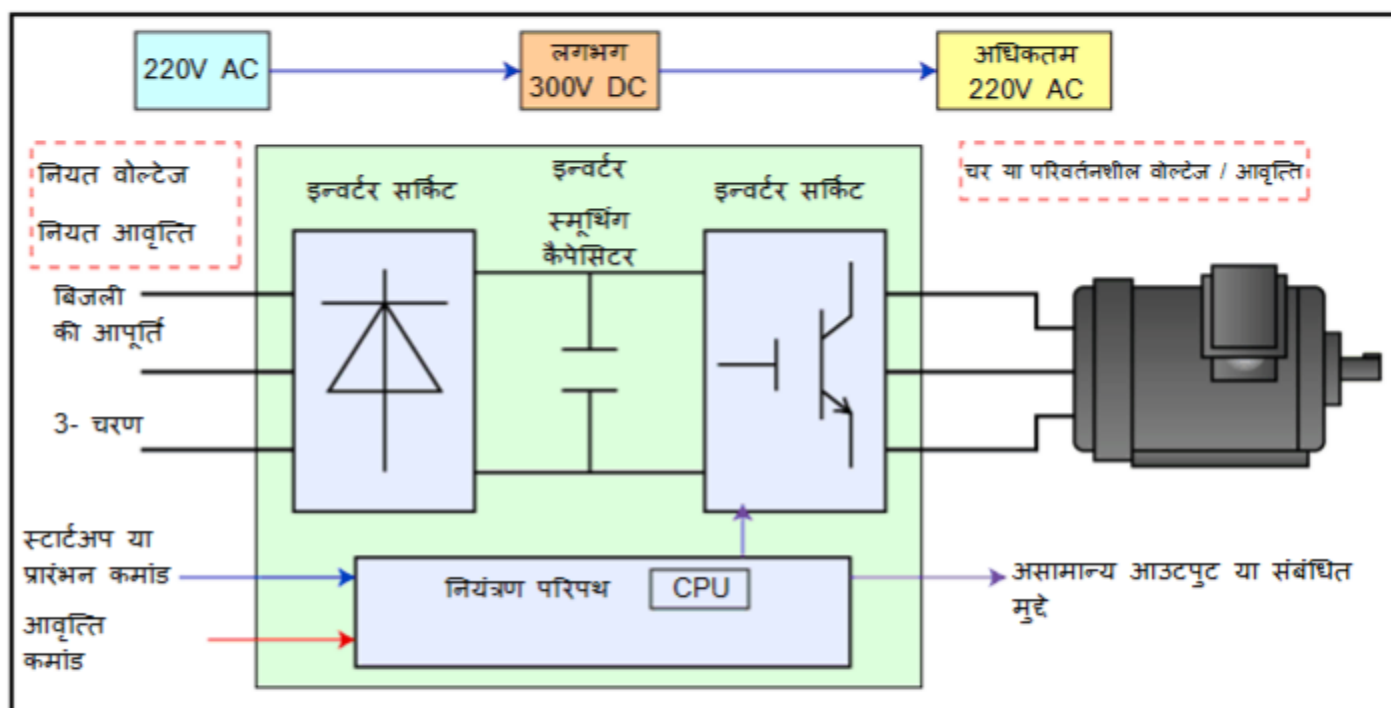 220V AC
लगभग
300V DC
अधिकतम
220V AC
नियत वोल्टेज
नियत आवृत्ति
इन्वर्टर सर्किट
इन्वर्टर
स्मूथिंग
कैपेसिटर
इन्वर्टर सर्किट
चर या परिवर्तनशील वोल्टेज / आवृत्ति
बिजली
की आपूर्ति
3- चरण
स्टार्टअप या
प्रारंभन कमांड
आवृत्ति
कमांड
नियंत्रण परिपथ
CPU
असामान्य आउटपुट या संबंधित
मुद्दे